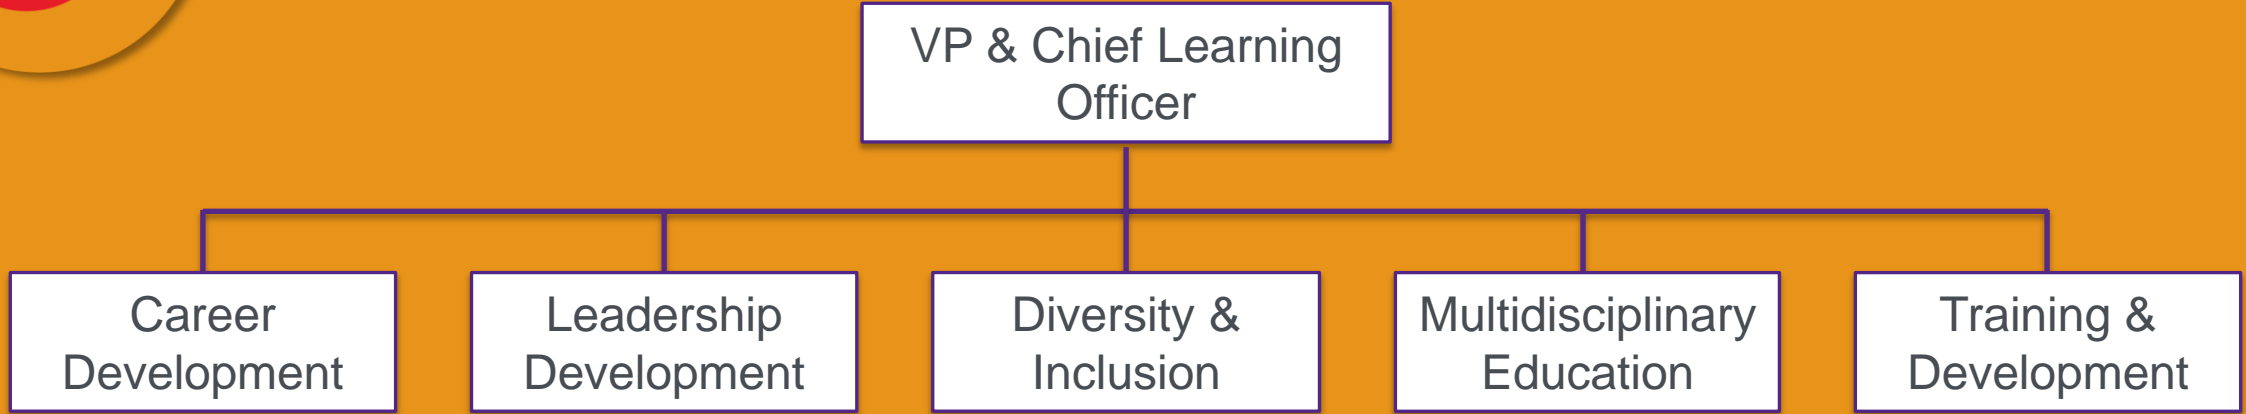 VP & Chief Learning
Officer
Career
Development
Leadership
Development
Diversity &
Inclusion
Multidisciplinary
Education
Training &
Development